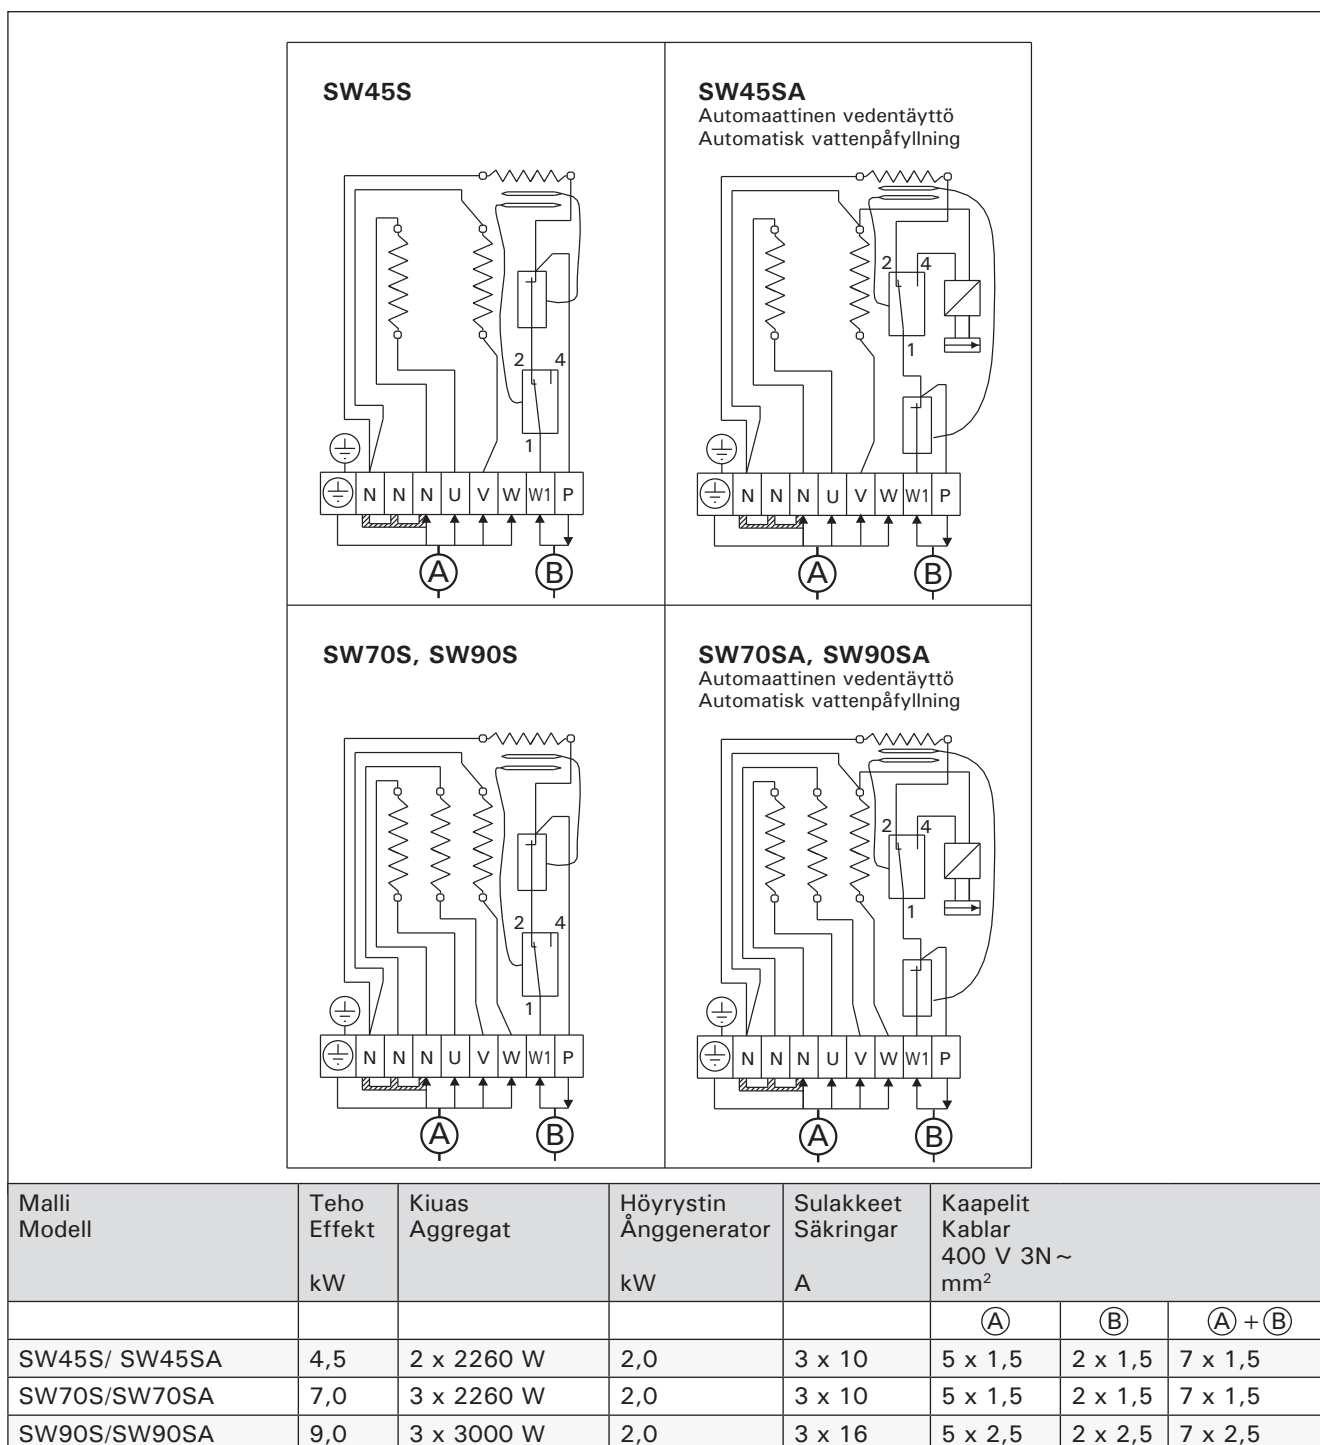 SW45S
2 4
1
N N N U V W W1 P
A B
SW45SA
Automaattinen vedentäyttö
Automatisk vattenpåfyllning
2 4
1
N N N U V W W1 P
A B
SW70S, SW90S
2 4
1
N N N U V W W1 P
A B
SW70SA, SW90SA
Automaattinen vedentäyttö
Automatisk vattenpåfyllning
2 4
1
N N N U V W W1 P
A B
Malli Teho Kiuas Höyrystin Sulakkeet Kaapelit
Modell Effekt Aggregat Ånggenerator Säkringar Kablar
400 V 3N~
kW kW A mm²
A B A + B
SW45S/ SW45SA 4,5 2 x 2260 W 2,0 3 x 10 5 x 1,5 2 x 1,5 7 x 1,5
SW70S/SW70SA 7,0 3 x 2260 W 2,0 3 x 10 5 x 1,5 2 x 1,5 7 x 1,5
SW90S/SW90SA 9,0 3 x 3000 W 2,0 3 x 16 5 x 2,5 2 x 2,5 7 x 2,5